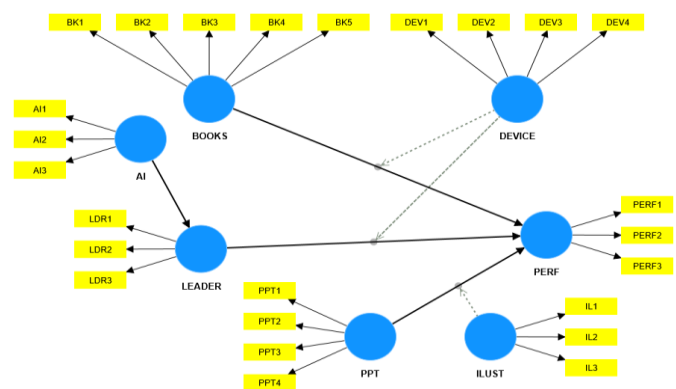 BK1
BK2
BK3
BK4
BK5
DEV1
DEV2
DEV3
DEV4
BOOKS
DEVICE
AI1
AI2
AI3
AI
LDR1
LDR2
LDR3
LEADER
PERF1
PERF2
PERF3
PERF
PPT1
PPT2
PPT3
PPT4
PPT
IL1
IL2
IL3
ILUST